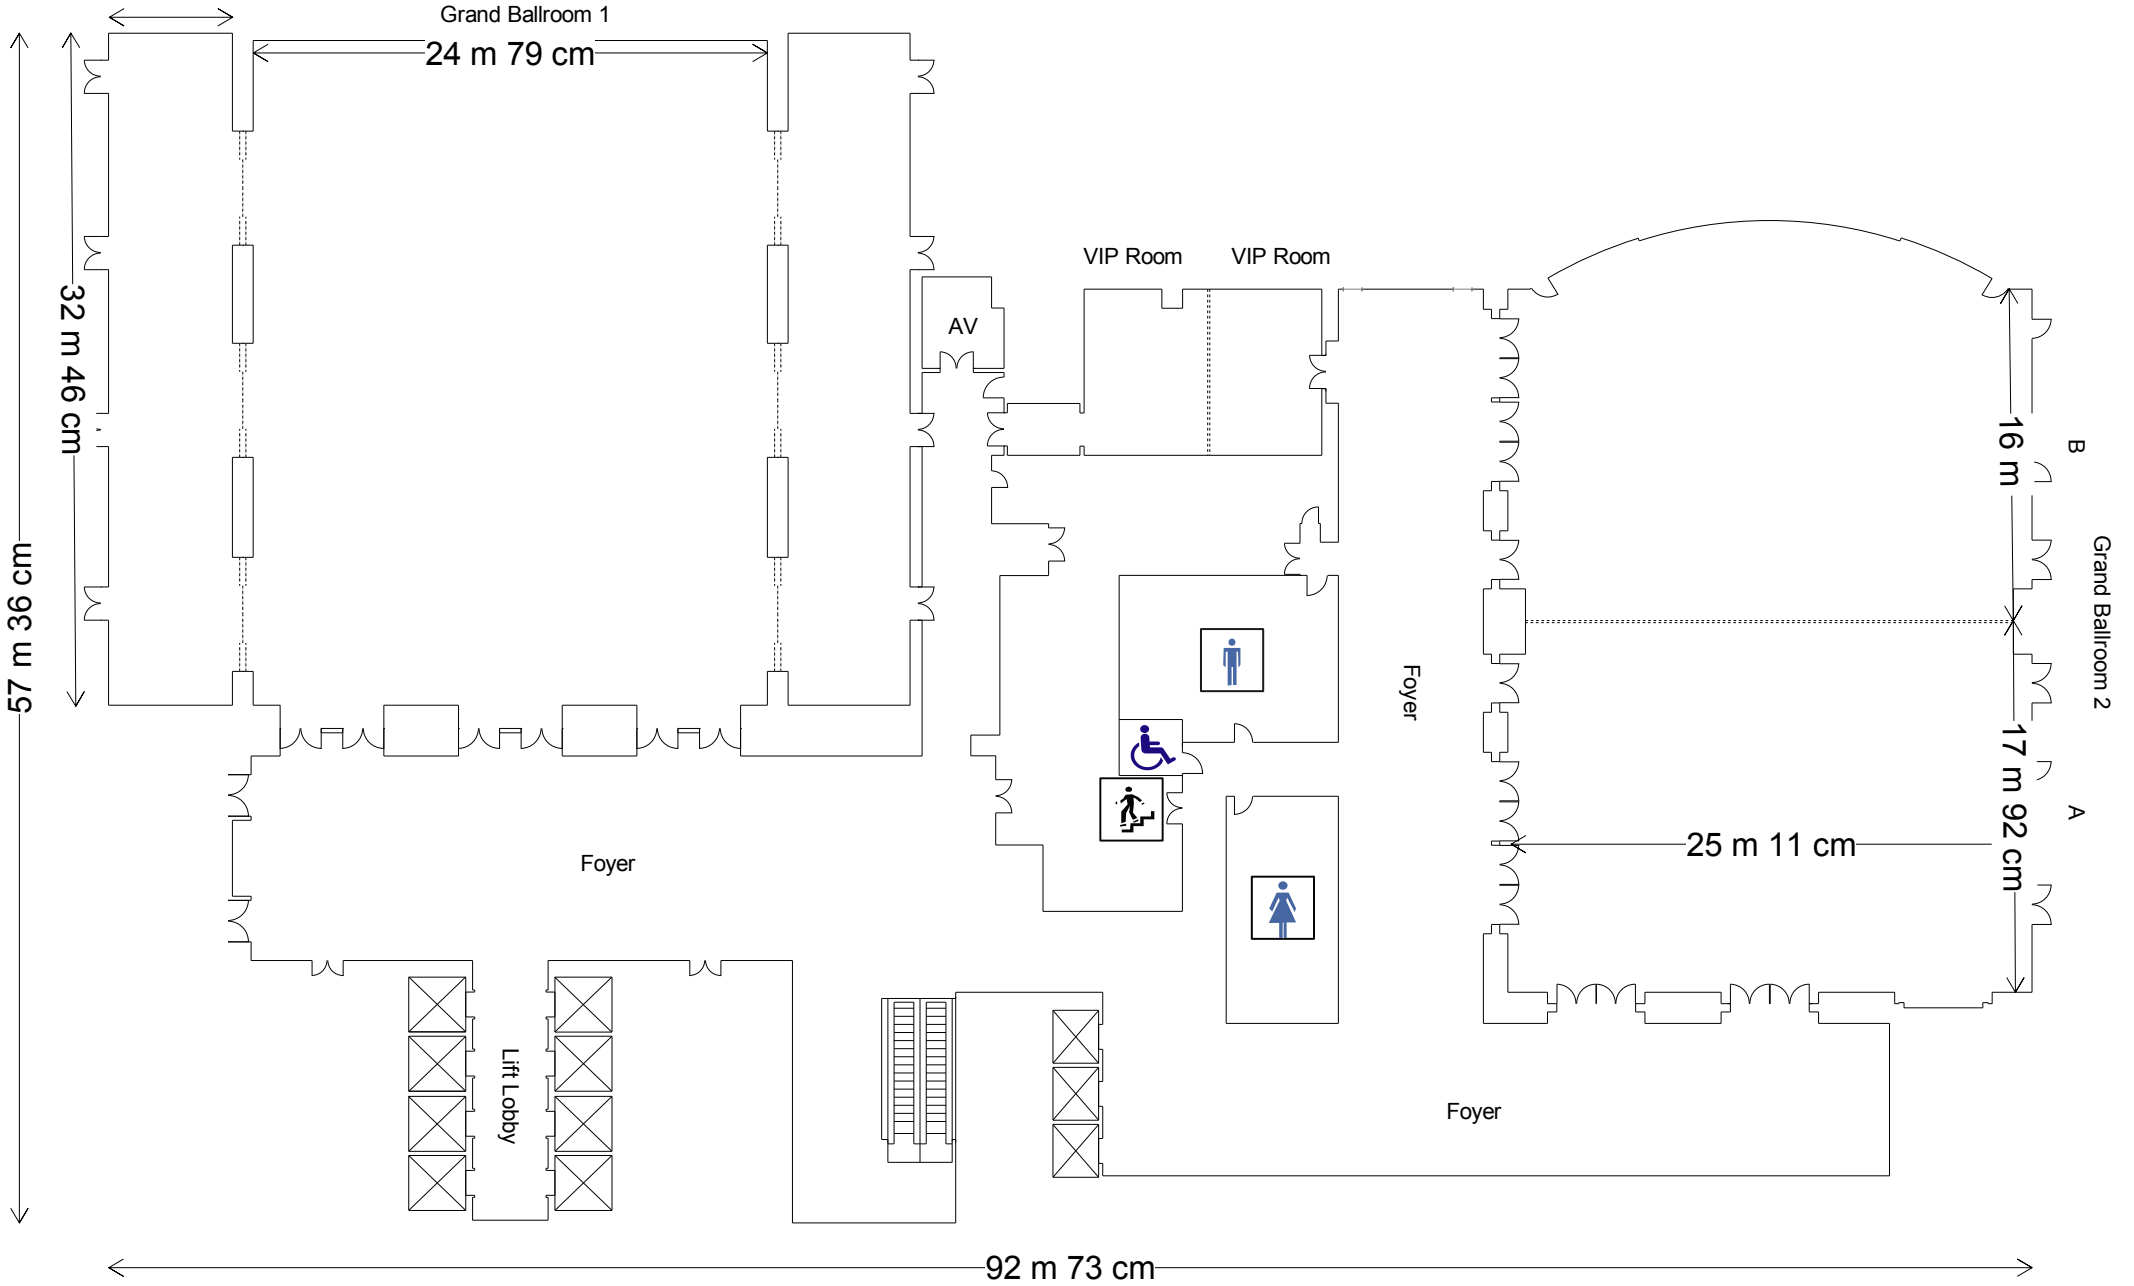 Grand Ballroom 1
24 m 79 cm
VIP Room
VIP Room
32 m 46 cm
AV
16 m
B
57 m 36 cm
Grand Ballroom 2
Foyer
17 m 92 cm
A
25 m 11 cm
Foyer
Lift Lobby
Foyer
92 m 73 cm